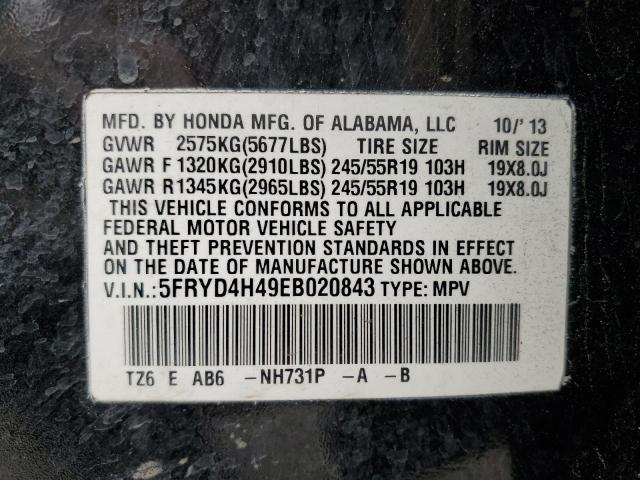 MFD. BY HONDA MFG. OF ALABAMA, LLC 10/'13
GVWR 2575KG(5677LBS) TIRE SIZE RIM SIZE
GAWR F 1320KG(2910LBS) 245/55R19 103H 19X8.0J
GAWR R 1345KG(2965LBS) 245/55R19 103H 19X8.0J
THIS VEHICLE CONFORMS TO ALL APPLICABLE
FEDERAL MOTOR VEHICLE SAFETY
AND THEFT PREVENTION STANDARDS IN EFFECT
ON THE DATE OF MANUFACTURE SHOWN ABOVE.
V.I.N.: 5FRYD4H49EB020843 TYPE: MPV
TZ6 E AB6 -NH731P -A -B